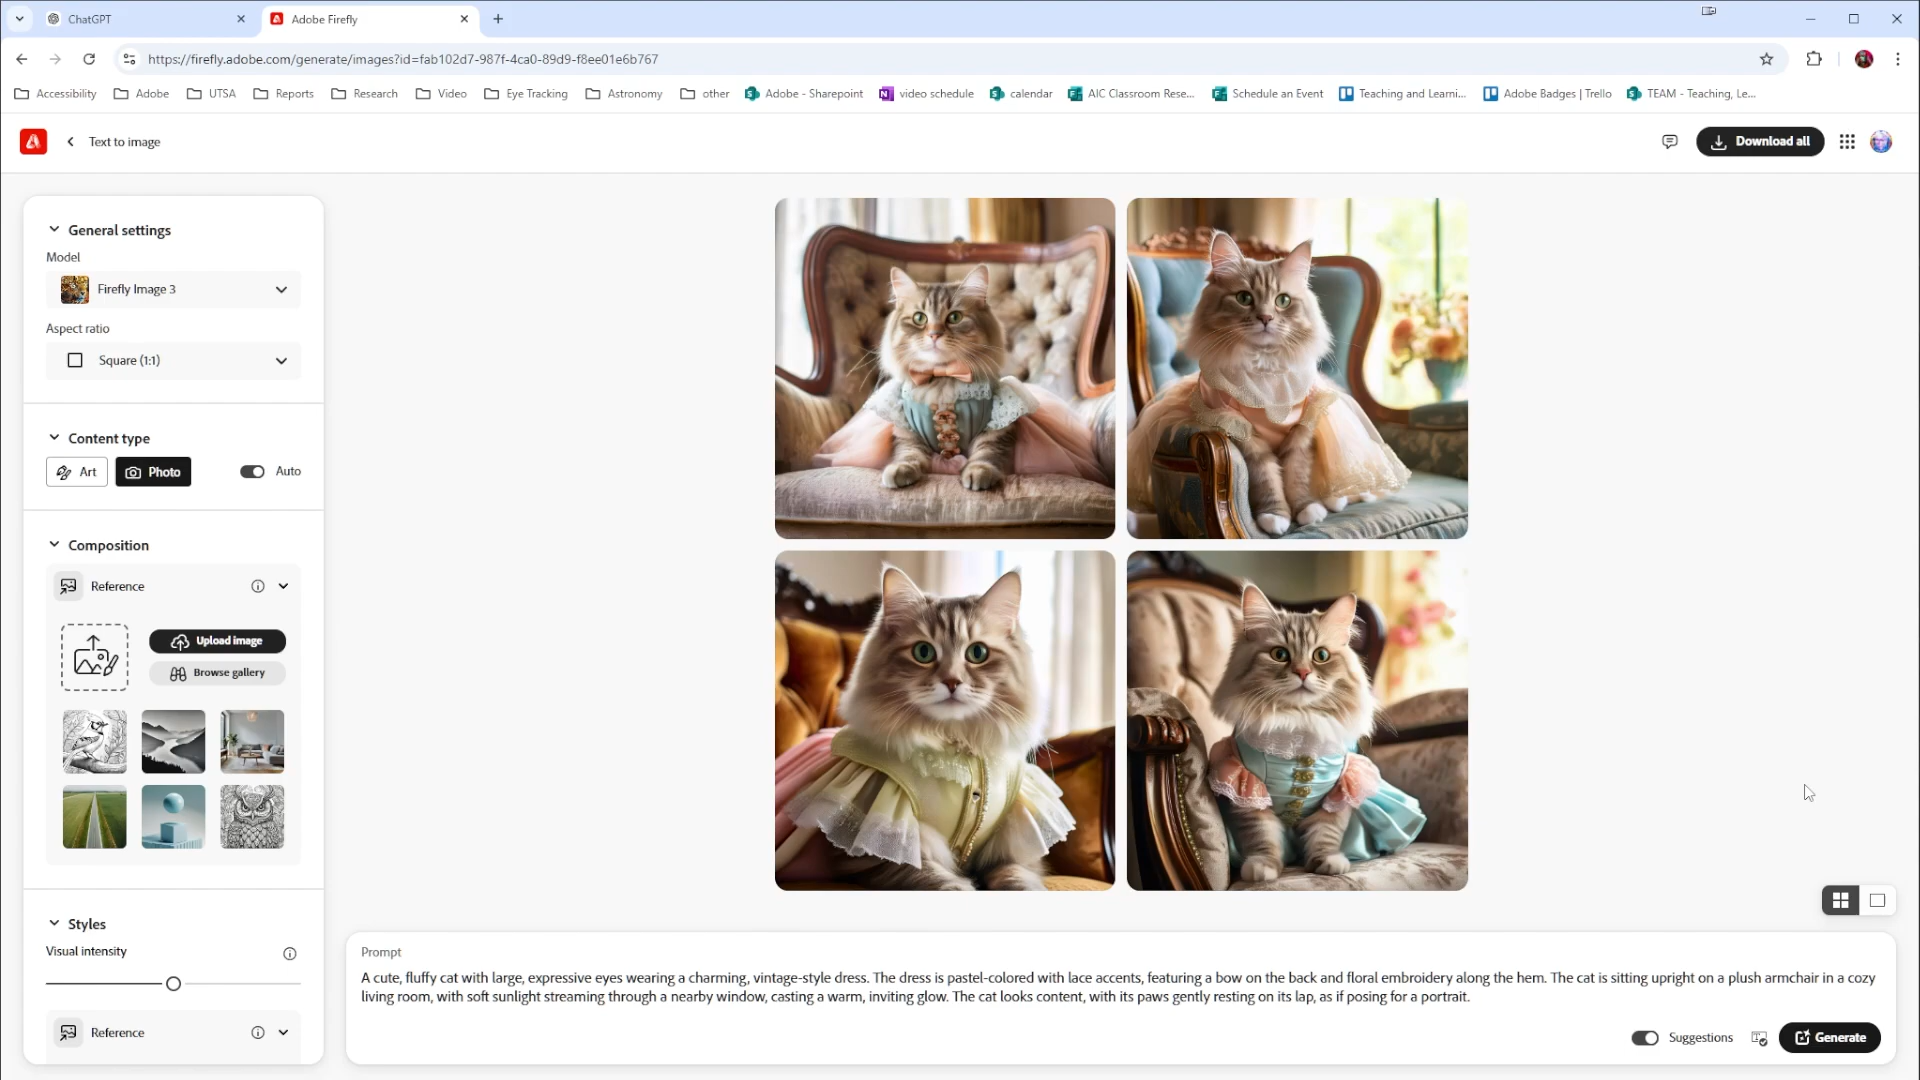 ChatGPT
Adobe Firefly
https://firefly.adobe.com/generate/images?id=fab102d7-987f-4ca0-89d9-f8ee01e6b767
Accessibility
Adobe
UTSA
Reports
Research
Video
Eye Tracking
Astronomy
other
Adobe - Sharepoint
video schedule
calendar
AIC Classroom Rese...
Schedule an Event
Teaching and Learni...
Adobe Badges | Trello
TEAM - Teaching, Le...
Text to image
Download all
General settings
Model
Firefly Image 3
Aspect ratio
Square (1:1)
Content type
Art
Photo
Auto
Composition
Reference
Upload image
Browse gallery
Styles
Visual intensity
Reference
Prompt
A cute, fluffy cat with large, expressive eyes wearing a charming, vintage-style dress. The dress is pastel-colored with lace accents, featuring a bow on the back and floral embroidery along the hem. The cat is sitting upright on a plush armchair in a cozy
living room, with soft sunlight streaming through a nearby window, casting a warm, inviting glow. The cat looks content, with its paws gently resting on its lap, as if posing for a portrait.
Suggestions
Generate